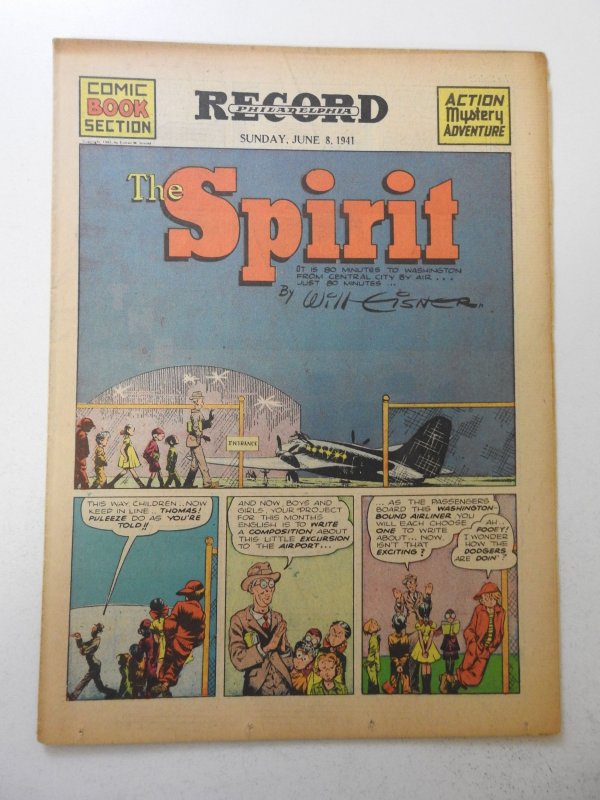 COMIC
BOOK
SECTION
RECORD
PHILADELPHIA
SUNDAY, JUNE 8, 1941
ACTION
Mystery
ADVENTURE
The Spirit
IT IS 80 MINUTES TO WASHINGTON
FROM CENTRAL CITY BY AIR ...
JUST 80 MINUTES ...
By Will Eisner
ENTRANCE
THIS WAY, CHILDREN.. NOW
KEEP IN LINE.. THOMAS!
PULEEZE DO AS YOU'RE
TOLD!!
AND NOW, BOYS AND
GIRLS, YOUR PROJECT
FOR THIS MONTHS
ENGLISH IS TO WRITE
A COMPOSITION ABOUT
THIS LITTLE EXCURSION
TO THE AIRPORT...
AS THE PASSENGERS
BOARD THIS WASHINGTON-
BOUND AIRLINER YOU
WILL EACH CHOOSE
ONE TO WRITE
ABOUT... NOW,
ISN'T THAT
EXCITING?
AH..
POOEY!
I WONDER
HOW THE
DODGERS
ARE DOIN'?